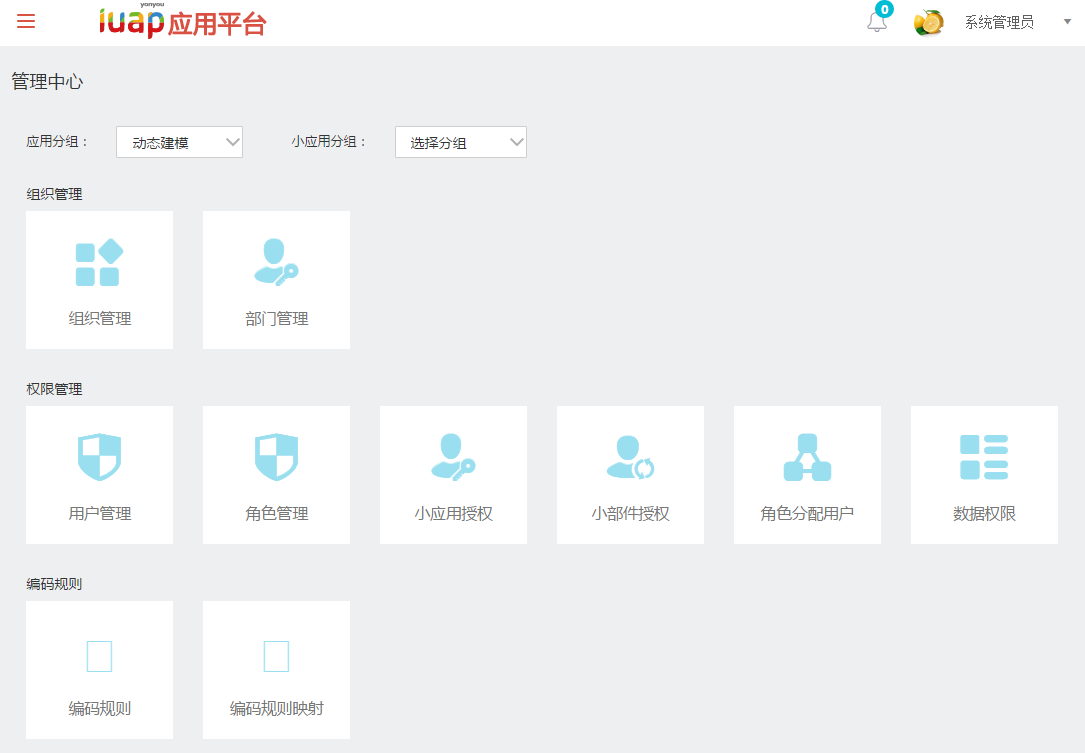 yonyou
iuap应用平台
0
系统管理员
管理中心
应用分组：
动态建模
小应用分组：
选择分组
组织管理
组织管理
部门管理
权限管理
用户管理
角色管理
小应用授权
小部件授权
角色分配用户
数据权限
编码规则
编码规则
编码规则映射